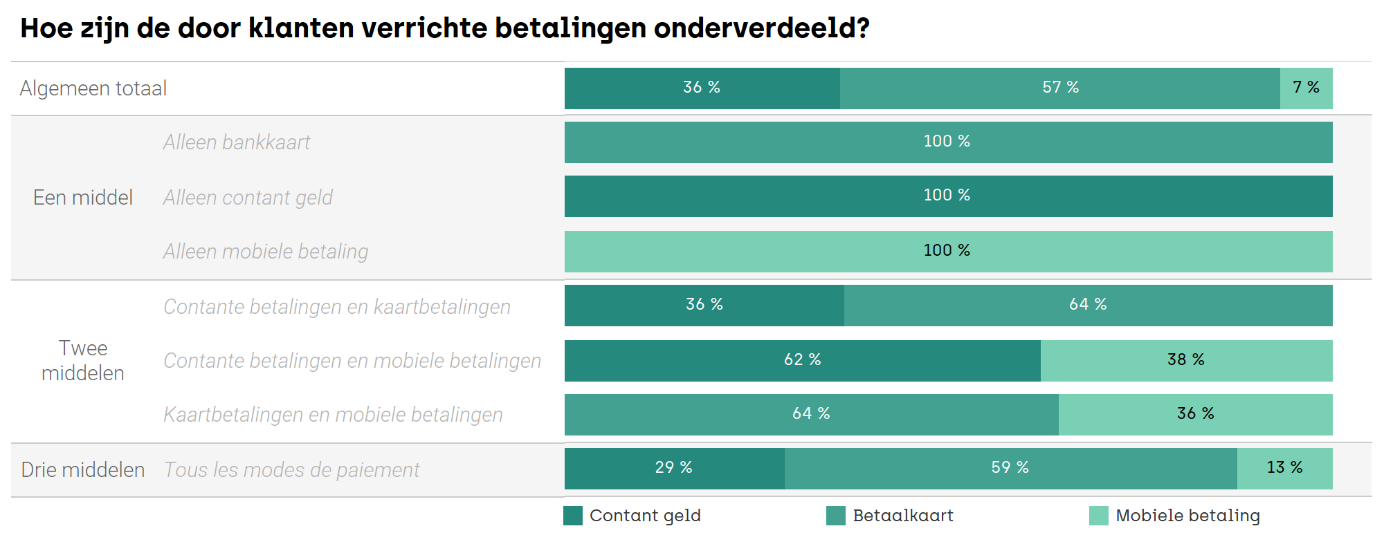 Hoe zijn de door klanten verrichte betalingen onderverdeeld?
Algemeen totaal
36 %
57 %
7 %
Een middel
Alleen bankkaart
100 %
Alleen contant geld
100 %
Alleen mobiele betaling
100 %
Twee
middelen
Contante betalingen en kaartbetalingen
36 %
64 %
Contante betalingen en mobiele betalingen
62 %
38 %
Kaartbetalingen en mobiele betalingen
64 %
36 %
Drie middelen
Tous les modes de paiement
29 %
59 %
13 %
Contant geld
Betaalkaart
Mobiele betaling